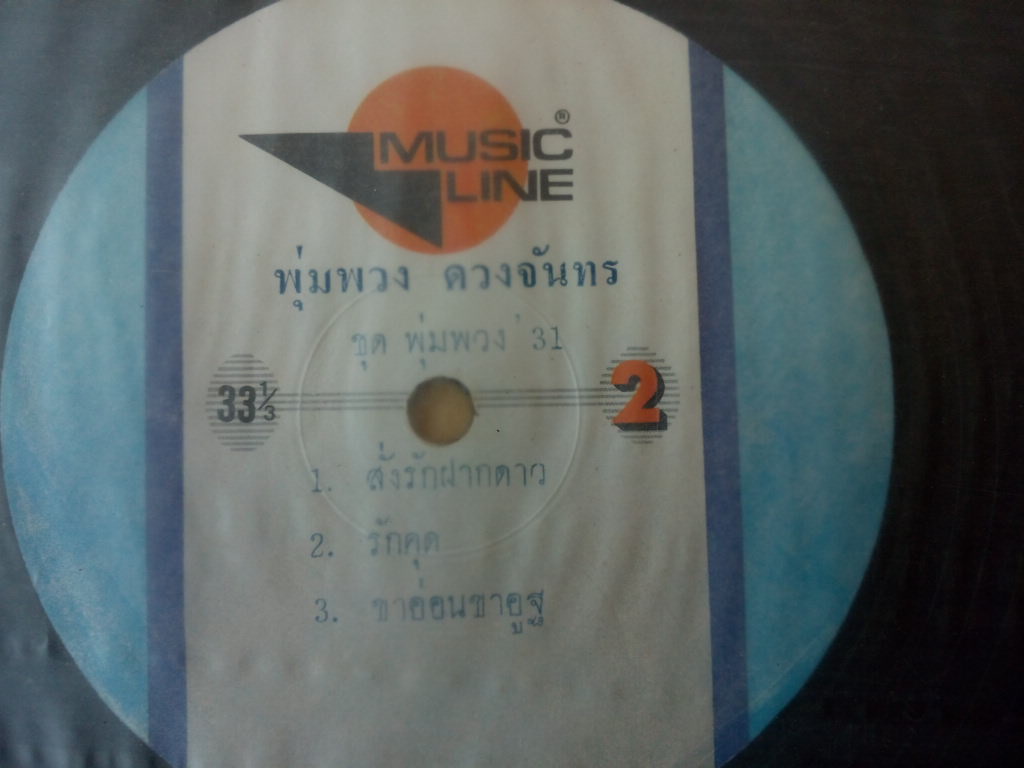 MUSIC ®
LINE
พุ่มพวง ดวงจันทร
ชุด พุ่มพวง '31
33⅓
2
1. สั่งรักฝากดาว
2. รักคุด
3. ขาอ่อนขาอูฐ